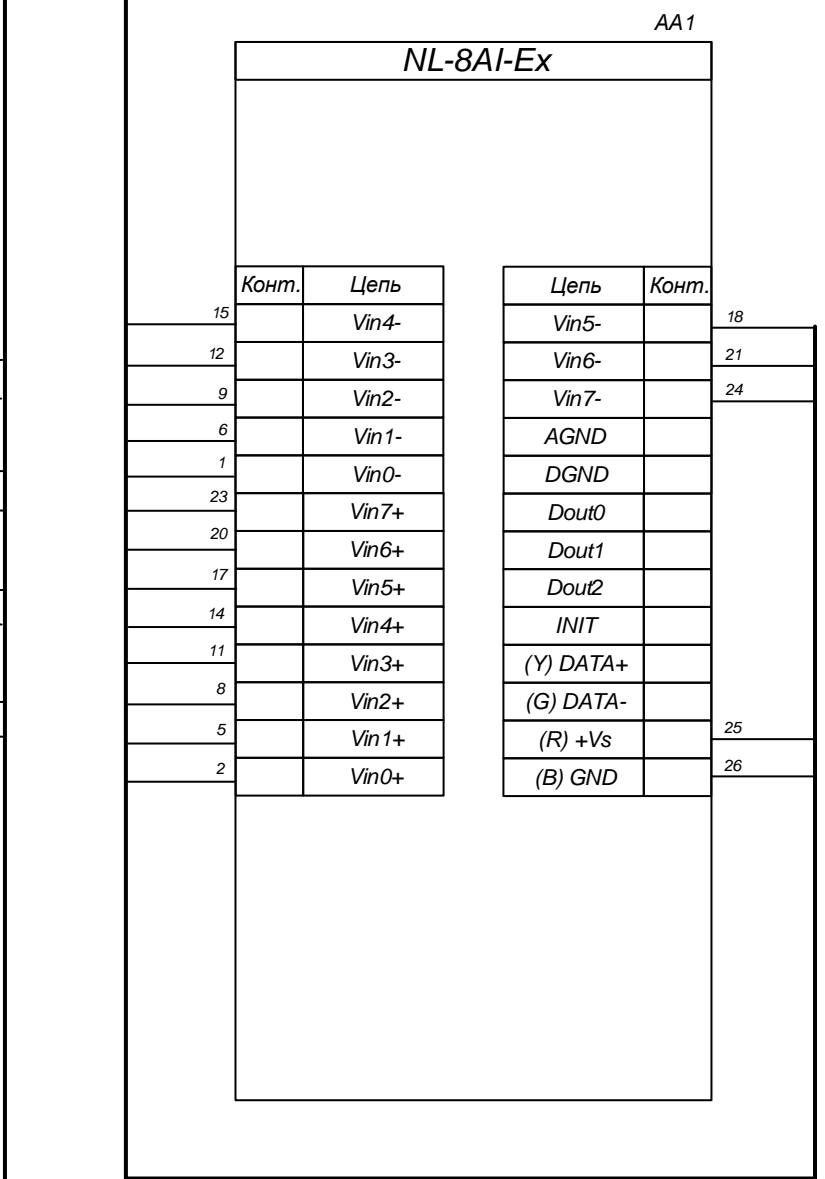 AA1
NL-8AI-Ex
Конт. Цепь Цепь Конт.
15 Vin4- Vin5- 18
12 Vin3- Vin6- 21
9 Vin2- Vin7- 24
6 Vin1- AGND
1 Vin0- DGND
23 Vin7+ Dout0
20 Vin6+ Dout1
17 Vin5+ Dout2
14 Vin4+ INIT
11 Vin3+ (Y) DATA+
8 Vin2+ (G) DATA-
5 Vin1+ (R) +Vs 25
2 Vin0+ (B) GND 26